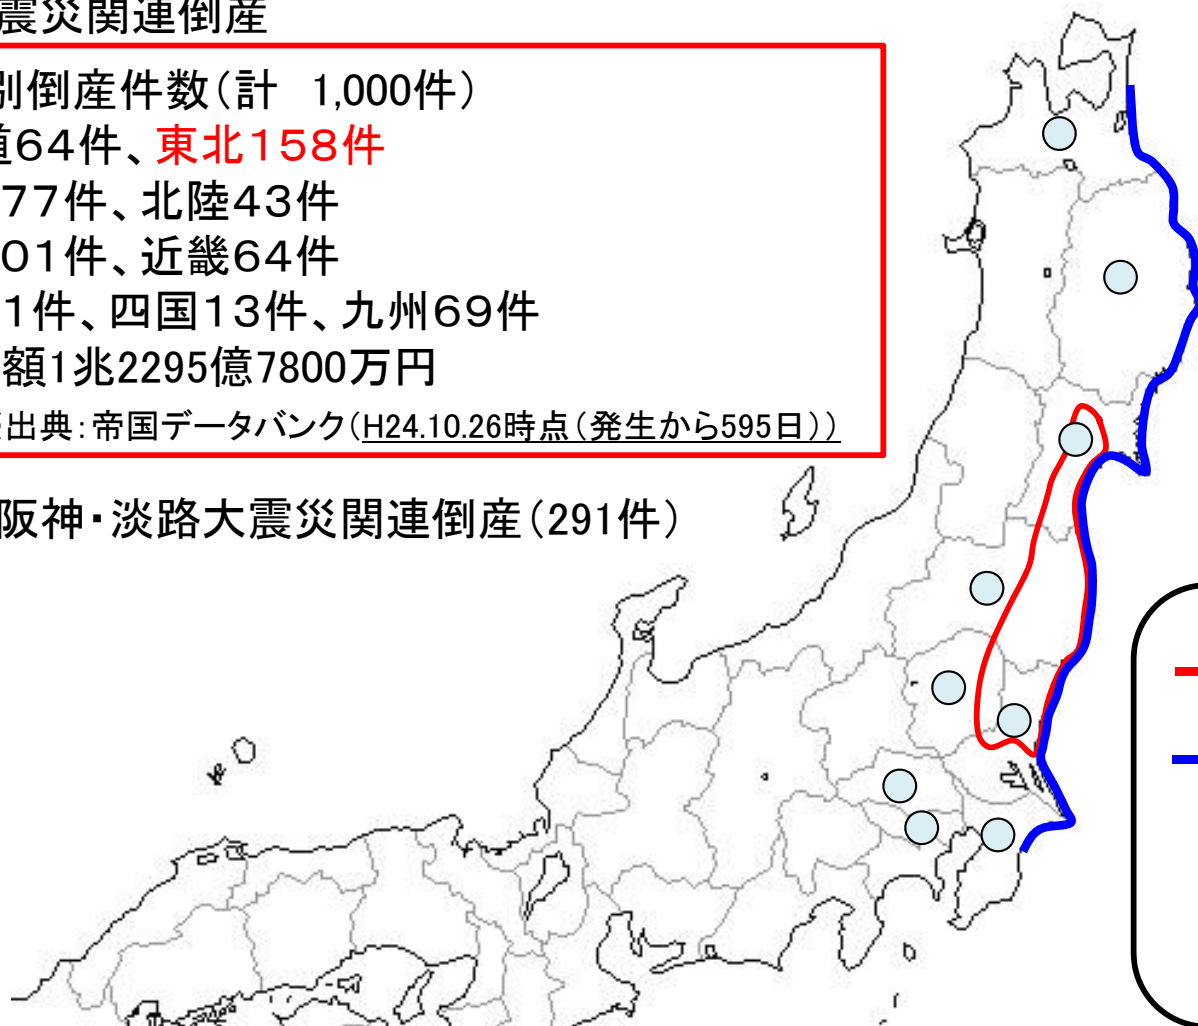 震災関連倒産
別倒産件数(計 1,000件)
道64件、東北158件
77件、北陸43件
01件、近畿64件
1件、四国13件、九州69件
額1兆2295億7800万円
出典:帝国データバンク(H24.10.26時点(発生から595日))
阪神・淡路大震災関連倒産(291件)